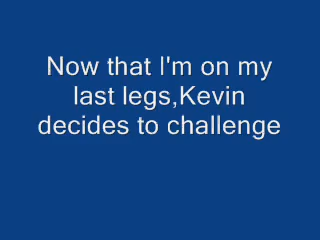 Now that I'm on my
last legs,Kevin
decides to challenge